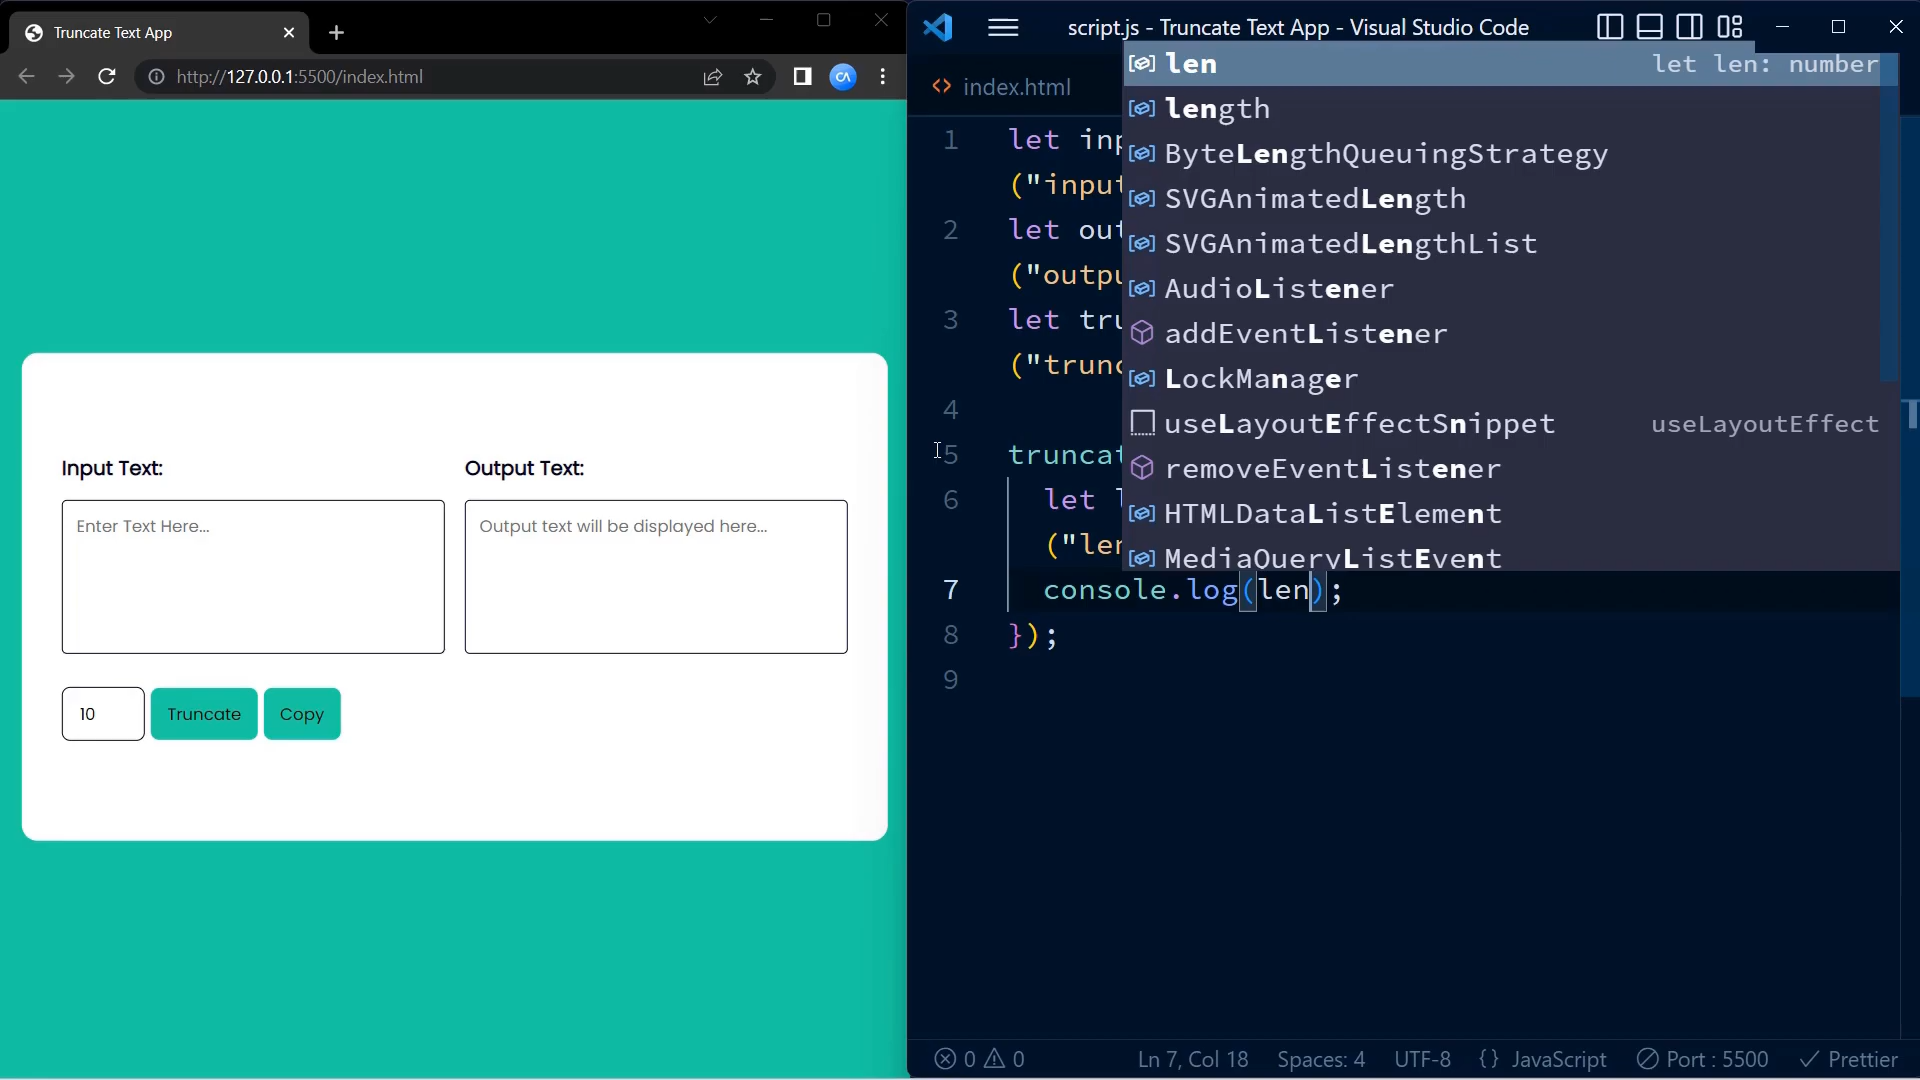 Truncate Text App
http://127.0.0.1:5500/index.html
CA
Input Text:
Output Text:
Enter Text Here...
Output text will be displayed here...
10
Truncate
Copy
script.js - Truncate Text App - Visual Studio Code
index.html
len
let len: number
length
ByteLengthQueuingStrategy
SVGAnimatedLength
SVGAnimatedLengthList
AudioListener
addEventListener
LockManager
useLayoutEffectSnippet
useLayoutEffect
removeEventListener
HTMLDataListElement
MediaQueryListEvent
1 let inp
("input
2 let out
("outpu
3 let tru
("trunc
4
5 truncat
6 let l
("len
7 console.log(len);
8 });
9
0 0
Ln 7, Col 18
Spaces: 4
UTF-8
{} JavaScript
Port : 5500
Prettier